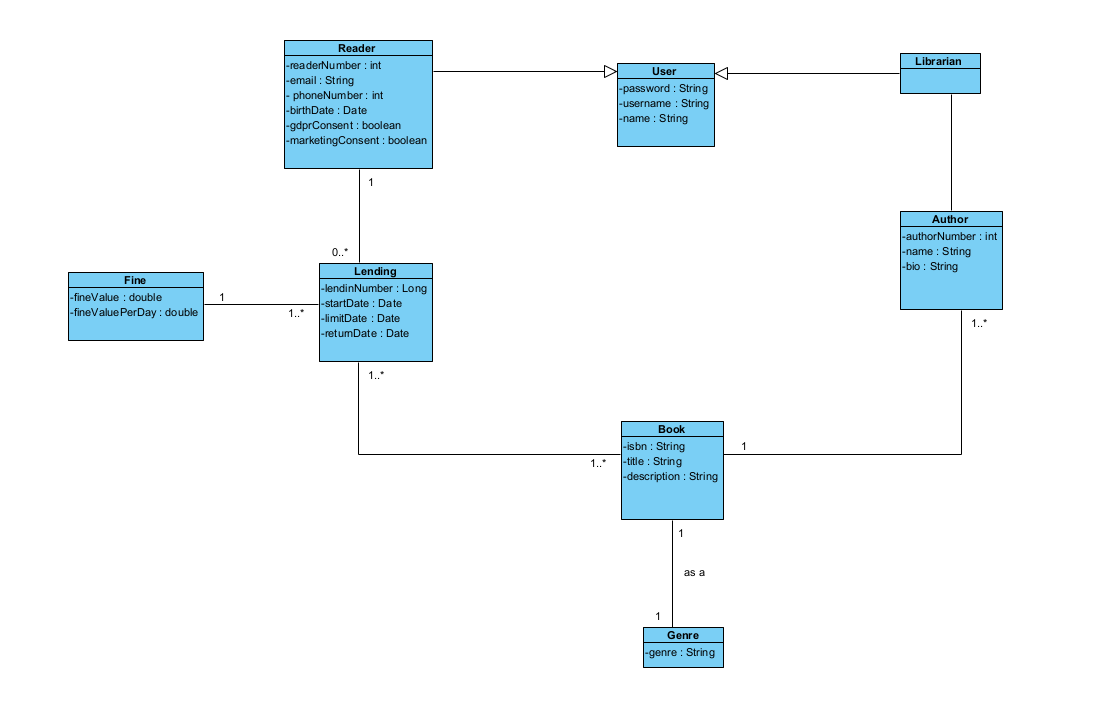 Reader
-readerNumber : int
-email : String
- phoneNumber : int
-birthDate : Date
-gdprConsent : boolean
-marketingConsent : boolean
User
-password : String
-username : String
-name : String
Librarian
1
0..*
Author
-authorNumber : int
-name : String
-bio : String
Fine
-fineValue : double
-fineValuePerDay : double
1
1..*
Lending
-lendinNumber : Long
-startDate : Date
-limitDate : Date
-returnDate : Date
1..*
1..*
1..*
Book
-isbn : String
-title : String
-description : String
1
1
as a
1
Genre
-genre : String